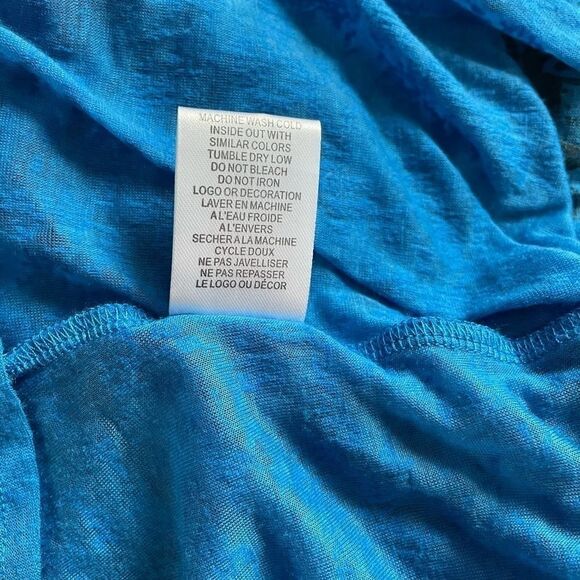 MACHINE WASH COLD
INSIDE OUT WITH
SIMILAR COLORS
TUMBLE DRY LOW
DO NOT BLEACH
DO NOT IRON
LOGO OR DECORATION
LAVER EN MACHINE
A L'EAU FROIDE
A L'ENVERS
SECHER A LA MACHINE
CYCLE DOUX
NE PAS JAVELLISER
NE PAS REPASSER
LE LOGO OU DÉCOR